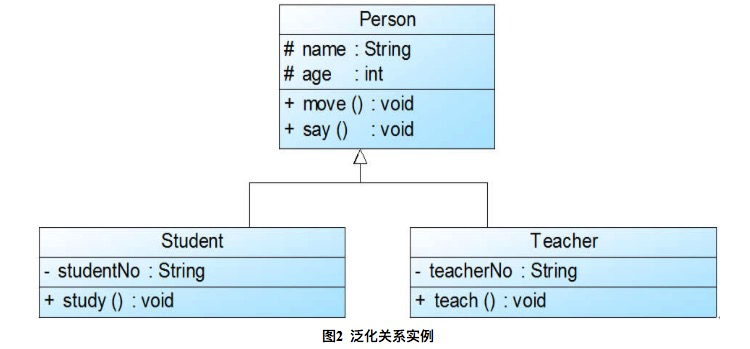 Person
# name : String
# age : int
+ move () : void
+ say () : void
Student
- studentNo : String
+ study () : void
Teacher
- teacherNo : String
+ teach () : void
图2 泛化关系实例